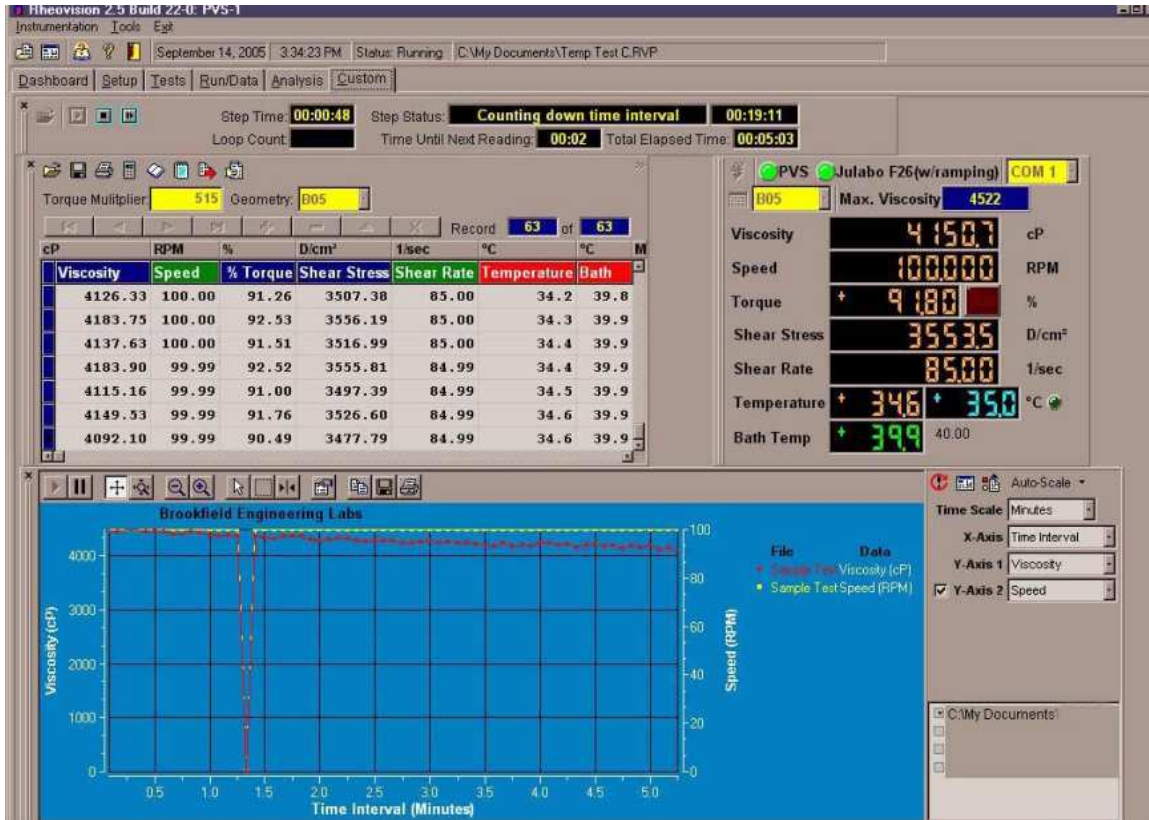 Rheovision 2.5 Build 22-0: PVS-1
Instrumentation Tools Exit
September 14, 2005 3:34:23 PM Status: Running C:\My Documents\Temp Test C.RVP
Dashboard Setup Tests Run/Data Analysis Custom
Step Time: 00:00:48 Step Status: Counting down time interval 00:19:11
Loop Count: Time Until Next Reading: 00:02 Total Elapsed Time: 00:05:03
Torque Mulitplier: 515 Geometry: B05
Record 63 of 63
cP RPM % D/cm² 1/sec °C °C M
Viscosity Speed % Torque Shear Stress Shear Rate Temperature Bath
4126.33 100.00 91.26 3507.38 85.00 34.2 39.8
4183.75 100.00 92.53 3556.19 85.00 34.3 39.9
4137.63 100.00 91.51 3516.99 85.00 34.4 39.9
4183.90 99.99 92.52 3555.81 84.99 34.4 39.9
4115.16 99.99 91.00 3497.39 84.99 34.5 39.9
4149.53 99.99 91.76 3526.60 84.99 34.6 39.9
4092.10 99.99 90.49 3477.79 84.99 34.6 39.9
PVS Julabo F26(w/ramping) COM 1
B05 Max. Viscosity 4522
Viscosity 4150.7 cP
Speed 100.000 RPM
Torque + 91.80 %
Shear Stress 3553.5 D/cm²
Shear Rate 85.00 1/sec
Temperature + 34.6 + 35.0 °C
Bath Temp + 39.9 40.00
Brookfield Engineering Labs
Viscosity (cP)
4000
3000
2000
1000
0
100
80
60
40
20
0
Speed (RPM)
0.5 1.0 1.5 2.0 2.5 3.0 3.5 4.0 4.5 5.0
Time Interval (Minutes)
File Data
Sample Test Viscosity (cP)
Sample Test Speed (RPM)
Auto-Scale
Time Scale Minutes
X-Axis Time Interval
Y-Axis 1 Viscosity
Y-Axis 2 Speed
C:\My Documents\